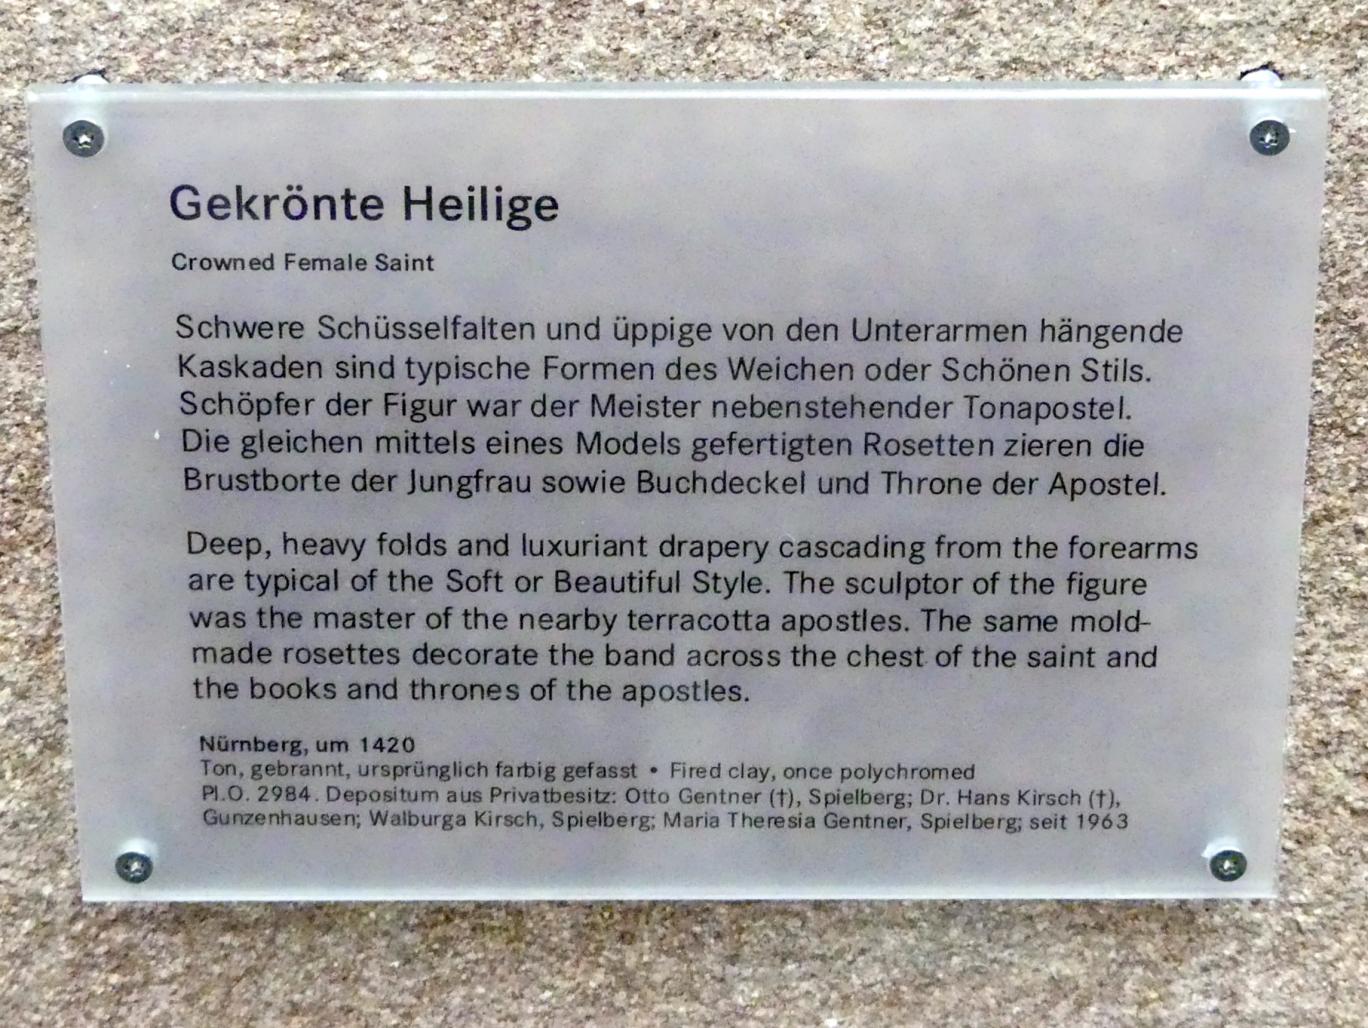 Gekrönte Heilige
Crowned Female Saint
Schwere Schüsselfalten und üppige von den Unterarmen hängende
Kaskaden sind typische Formen des Weichen oder Schönen Stils.
Schöpfer der Figur war der Meister nebenstehender Tonapostel.
Die gleichen mittels eines Models gefertigten Rosetten zieren die
Brustborte der Jungfrau sowie Buchdeckel und Throne der Apostel.
Deep, heavy folds and luxuriant drapery cascading from the forearms
are typical of the Soft or Beautiful Style. The sculptor of the figure
was the master of the nearby terracotta apostles. The same mold-
made rosettes decorate the band across the chest of the saint and
the books and thrones of the apostles.
Nürnberg, um 1420
Ton, gebrannt, ursprünglich farbig gefasst • Fired clay, once polychromed
Pl.O. 2984. Depositum aus Privatbesitz: Otto Gentner (†), Spielberg; Dr. Hans Kirsch (†),
Gunzenhausen; Walburga Kirsch, Spielberg; Maria Theresia Gentner, Spielberg; seit 1963